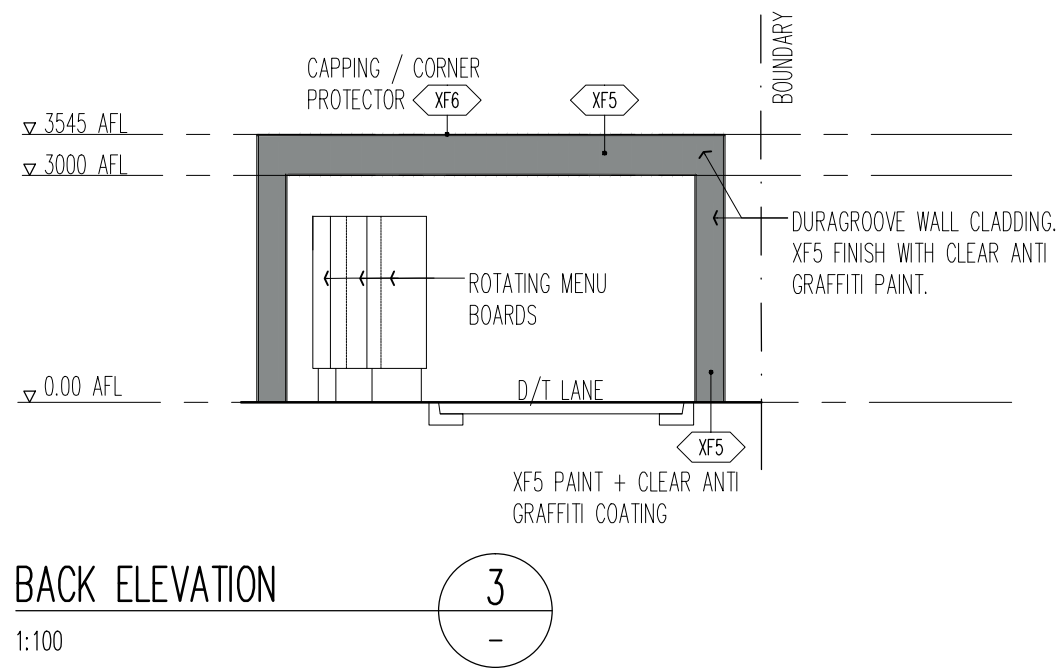 BOUNDARY
CAPPING / CORNER
PROTECTOR
XF6
XF5
3545 AFL
3000 AFL
DURAGROOVE WALL CLADDING.
XF5 FINISH WITH CLEAR ANTI
GRAFFITI PAINT.
ROTATING MENU
BOARDS
0.00 AFL
D/T LANE
XF5
XF5 PAINT + CLEAR ANTI
GRAFFITI COATING
BACK ELEVATION
3
-
1:100